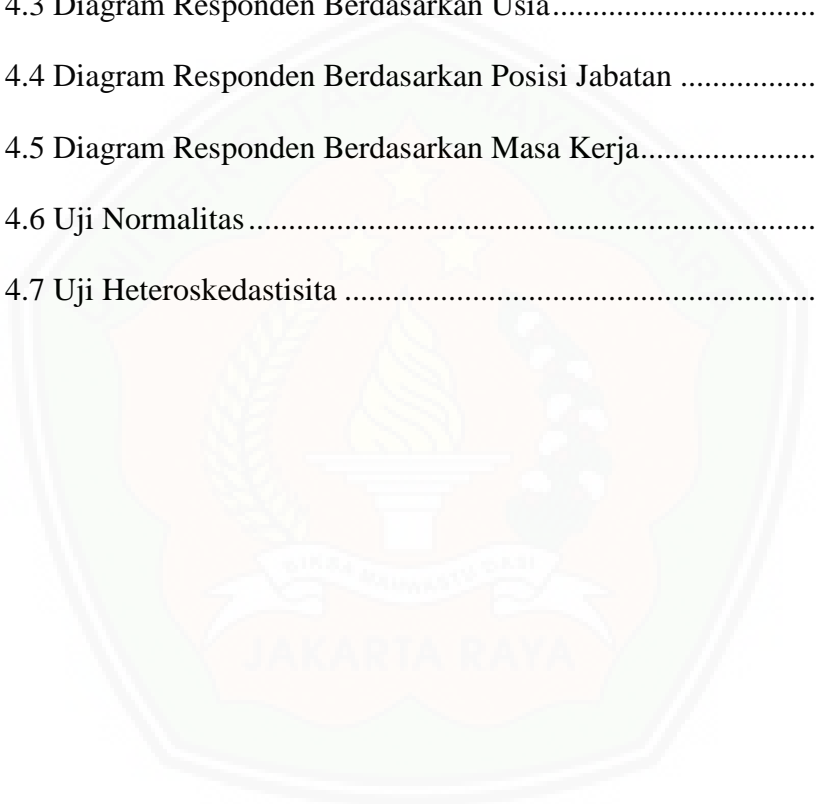 4.3 Diagram Responden Berdasarkan Usia.................................
4.4 Diagram Responden Berdasarkan Posisi Jabatan .................
4.5 Diagram Responden Berdasarkan Masa Kerja......................
4.6 Uji Normalitas.......................................................................
4.7 Uji Heteroskedastisita ...........................................................
JAKARTA RAYA